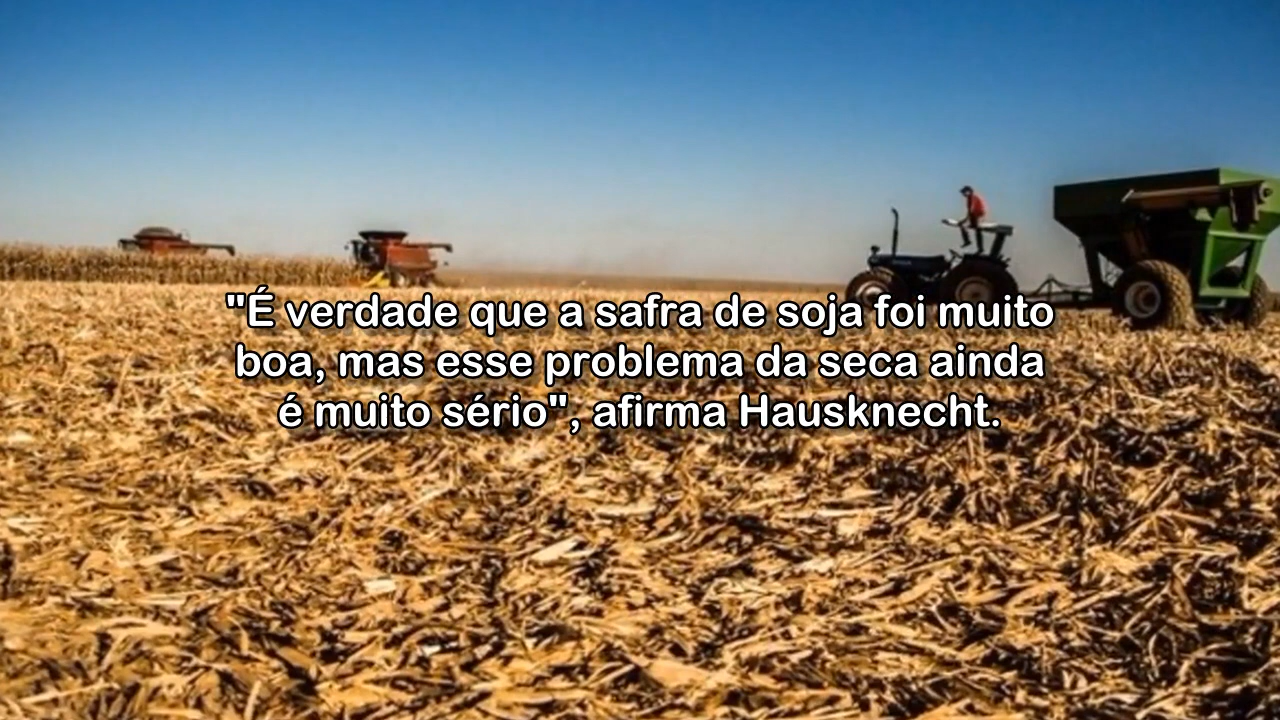 "É verdade que a safra de soja foi muito
boa, mas esse problema da seca ainda
é muito sério", afirma Hausknecht.